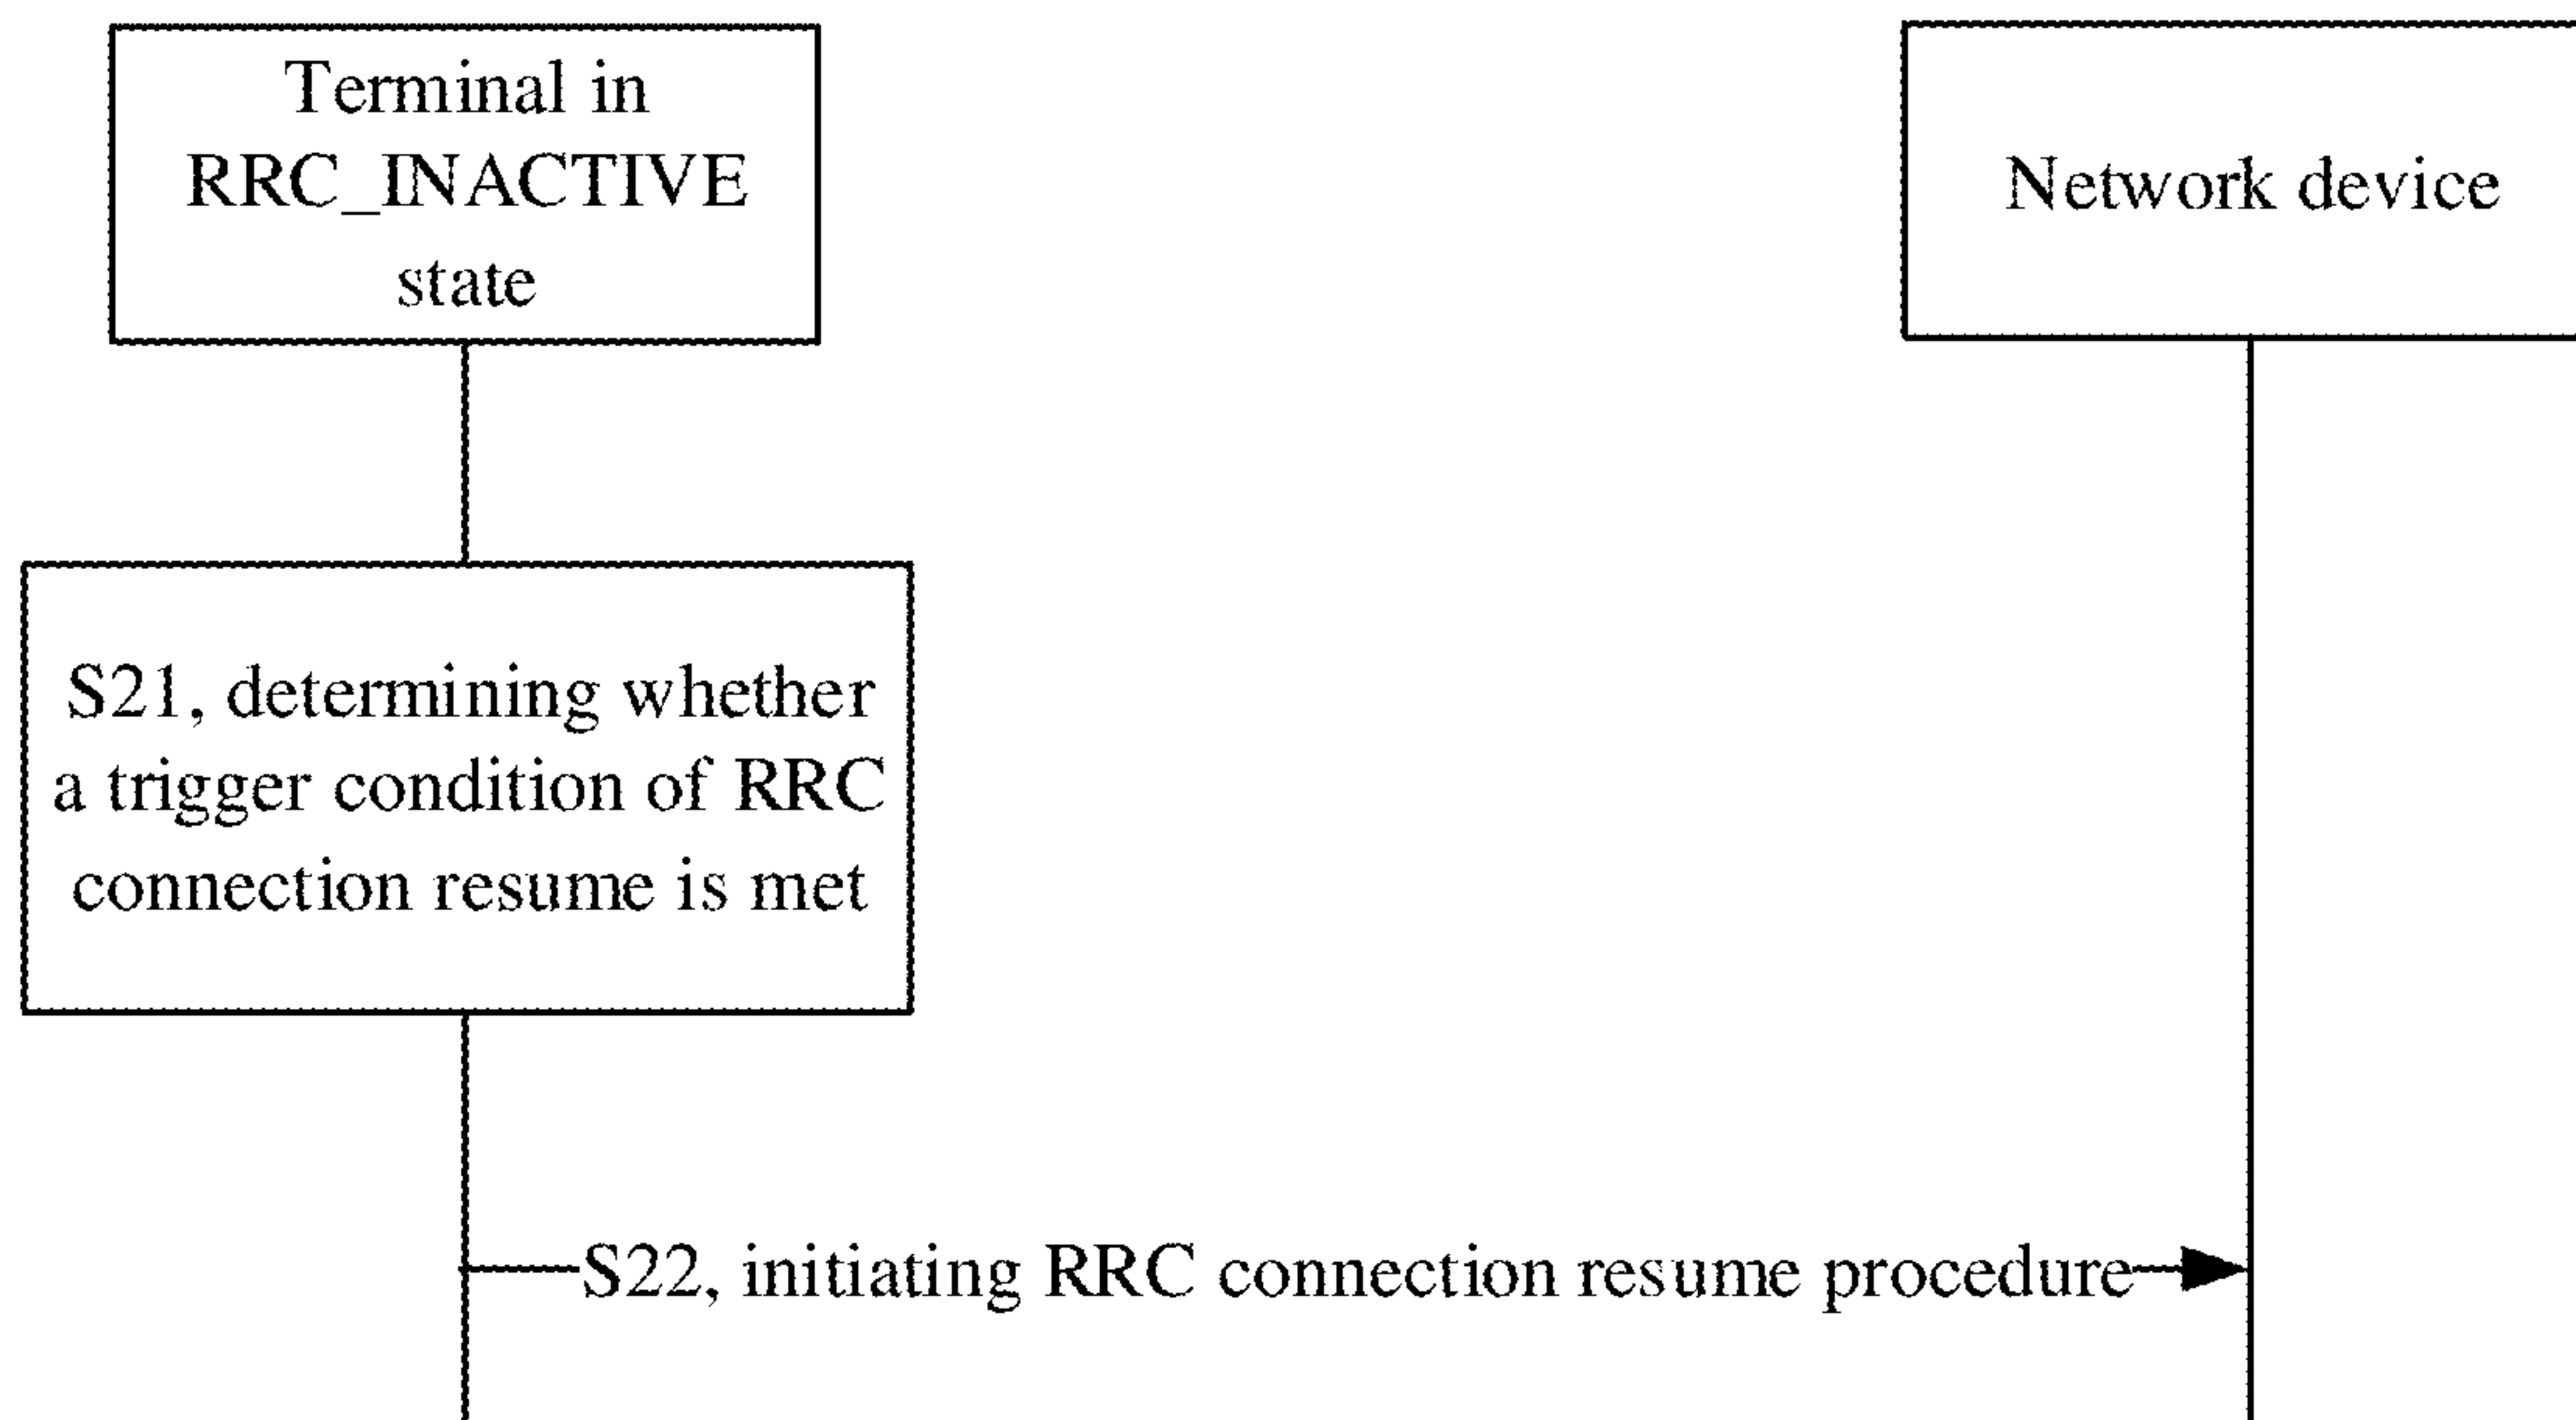 Terminal in
RRC_INACTIVE
state
Network device
S21, determining whether
a trigger condition of RRC
connection resume is met
S22, initiating RRC connection resume procedure